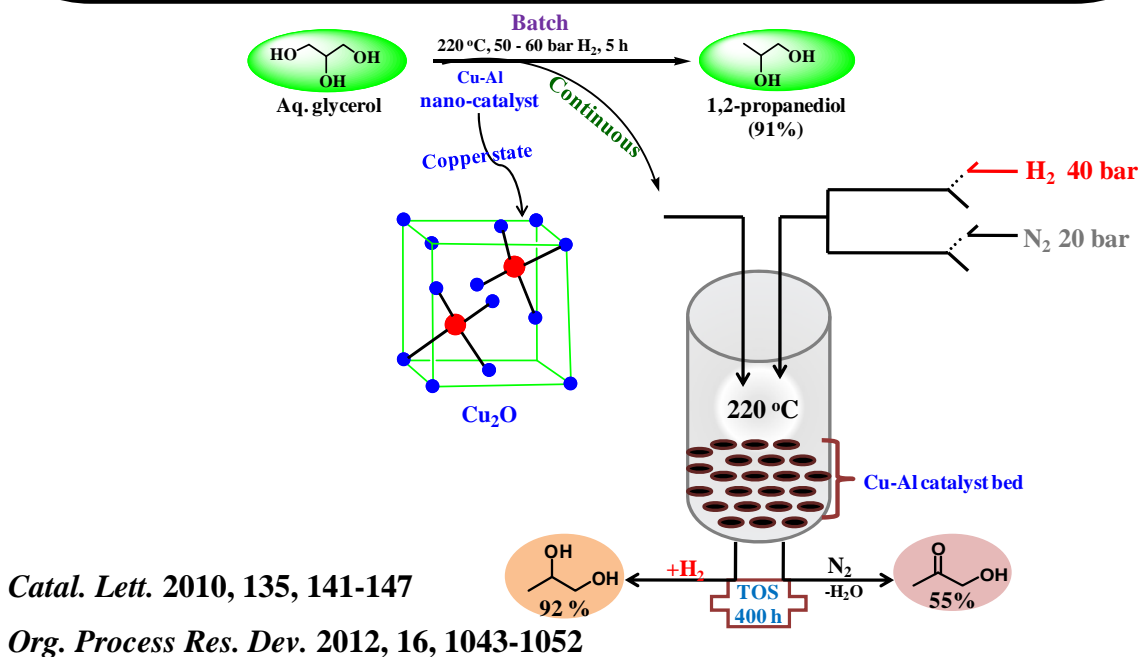 Batch
220 °C, 50 - 60 bar H₂, 5 h
HO
OH
OH
Aq. glycerol
Cu-Al
nano-catalyst
Continuous
OH
OH
1,2-propanediol
(91%)
Copper state
H₂ 40 bar
N₂ 20 bar
Cu₂O
220 °C
Cu-Al catalyst bed
OH
OH
92 %
+H₂
TOS
400 h
N₂
-H₂O
O
OH
55%
Catal. Lett. 2010, 135, 141-147
Org. Process Res. Dev. 2012, 16, 1043-1052